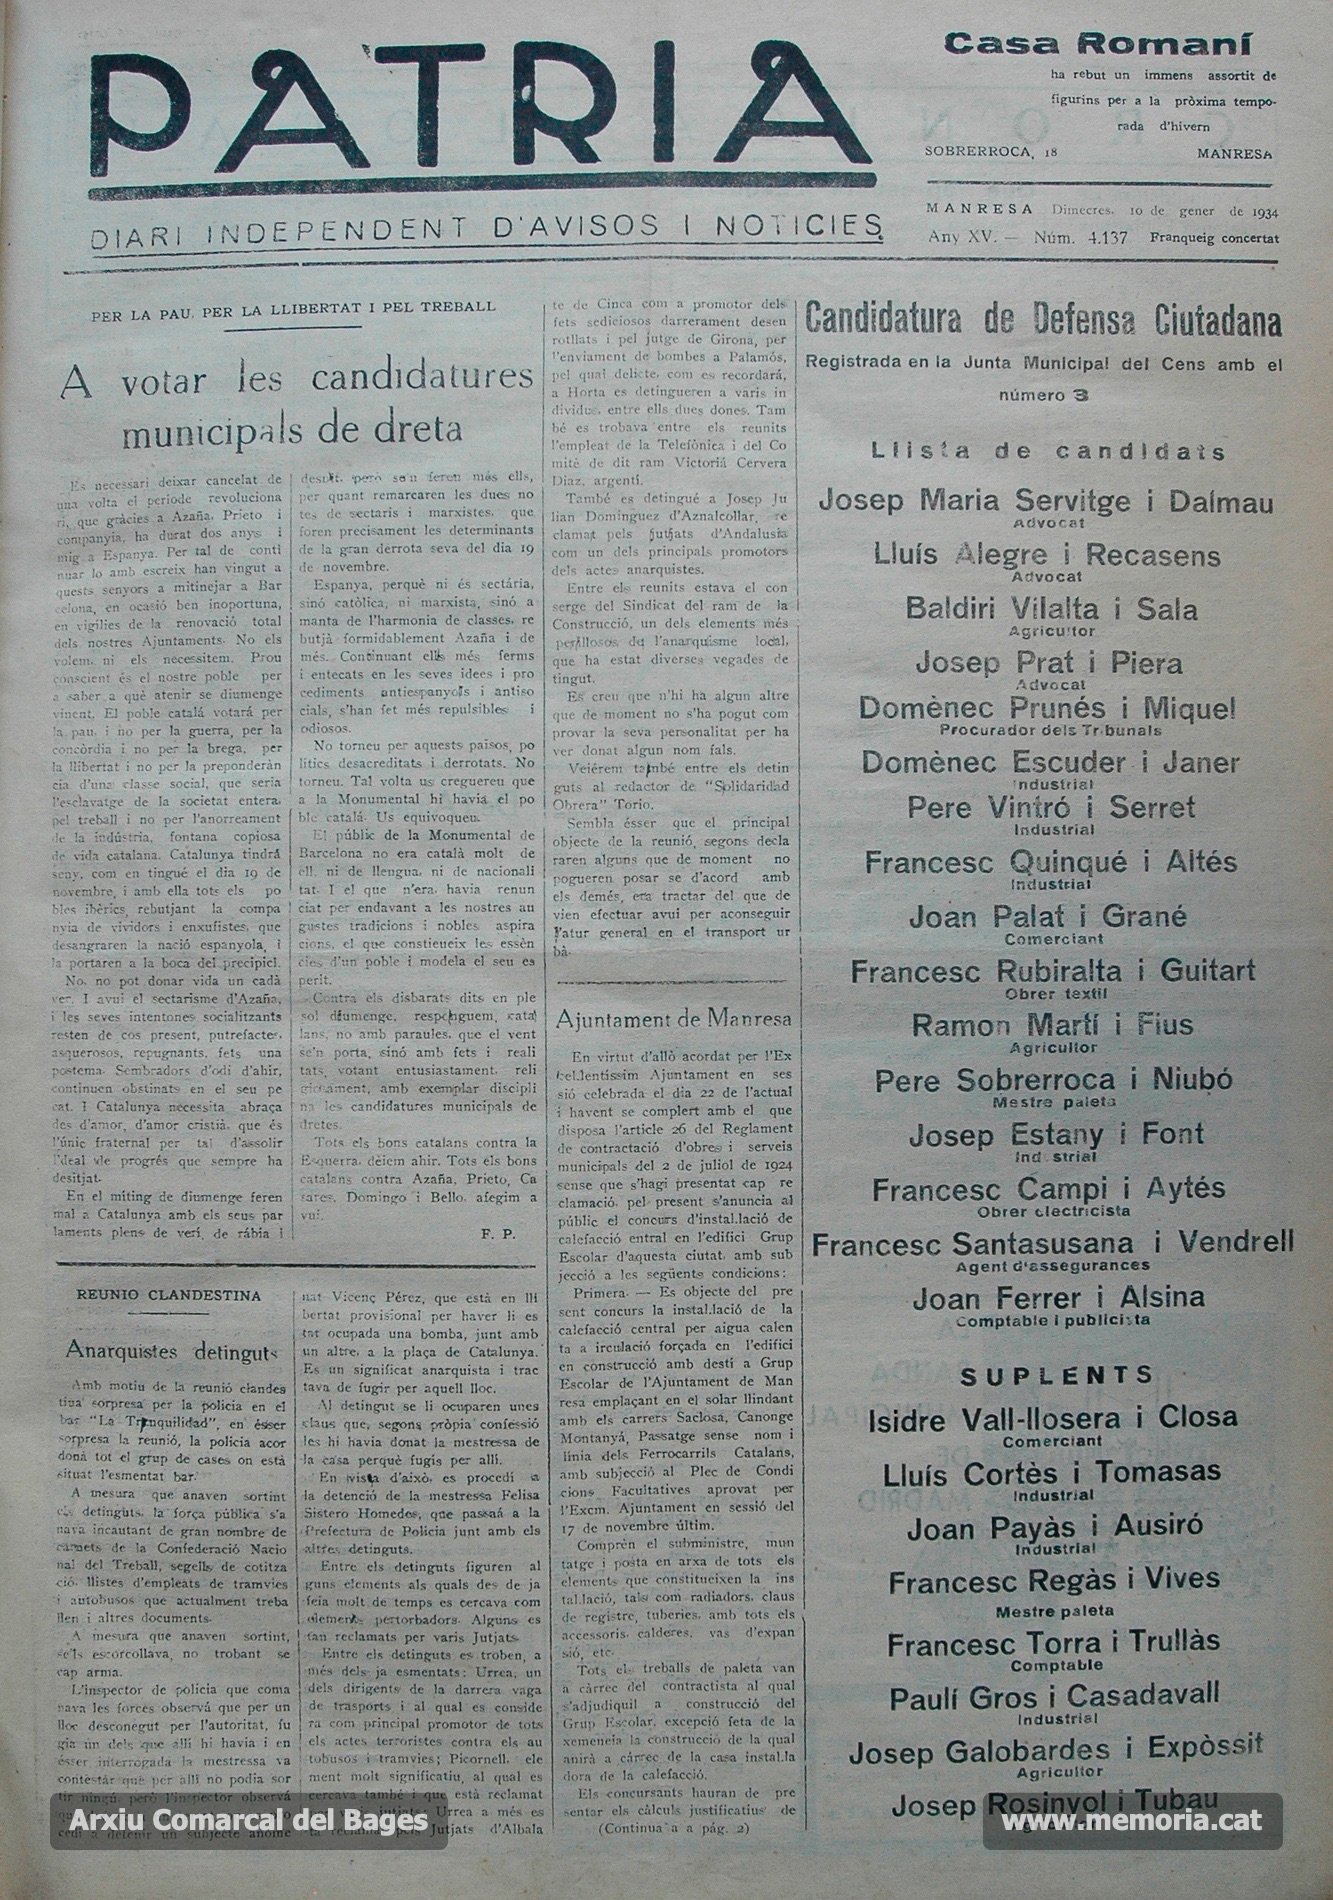 PATRIA
DIARI INDEPENDENT D'AVISOS I NOTICIES
Casa Romaní
ha rebut un immens assortit de
figurins per a la pròxima tempo-
rada d'hivern
SOBRERROCA, 18 MANRESA
MANRESA Dimecres, 10 de gener de 1934
Any XV. — Núm. 4.137 Franqueig concertat
PER LA PAU, PER LA LLIBERTAT I PEL TREBALL
A votar les candidatures
municipals de dreta
Es necessari deixar cancelat de
una volta el periode revoluciona
ri, que gràcies a Azaña, Prieto i
companyia, ha durat dos anys i
mig a Espanya. Per tal de conti
nuar lo amb escreix han vingut a
quests senyors a mitinejar a Bar
celona, en ocasió ben inoportuna,
en vigilies de la renovació total
dels nostres Ajuntaments. No els
volem, ni els necessitem. Prou
conscient és el nostre poble per
a saber a què atenir se diumenge
vinent. El poble catalá votará per
la pau, i no per la guerra, per la
concòrdia i no per la brega, per
la llibertat i no per la preponderàn
cia d'una classe social, que seria
l'esclavatge de la societat entera,
pel treball i no per l'anorreament
de la indústria, fontana copiosa
de vida catalana. Catalunya tindrá
seny, com en tingué el dia 19 de
novembre, i amb ella tots els po
bles ibèrics, rebutjant la compa
nyia de vividors i enxufistes, que
desangraren la nació espanyola, i
la portaren a la boca del precipici.
No, no pot donar vida un cadà
ver. I avui el sectarisme d'Azaña,
i les seves intentones socialitzants
resten de cos present, putrefactes,
asquerosos, repugnants, fets una
postema. Sembradors d'odi d'ahir,
continuen obstinats en el seu pe
cat. I Catalunya necessita abraça
des d'amor, d'amor cristià, que és
l'únic fraternal per tal d'assolir
l'ideal de progrés que sempre ha
desitjat.
En el míting de diumenge feren
mal a Catalunya amb els seus par
laments plens de verí, de rábia i
despit, però se'n feren més ells,
per quant remarcaren les dues no
tes de sectaris i marxistes, que
foren precisament les determinants
de la gran derrota seva del dia 19
de novembre.
Espanya, perquè ni és sectária,
sinó catòlica, ni marxista, sinó a
manta de l'harmonia de classes, re
butjà formidablement Azaña i de
més. Continuant ells més ferms
i entecats en les seves idees i pro
cediments antiespanyols i antiso
cials, s'han fet més repulsibles i
odiosos.
No torneu per aquests països, po
lítics desacreditats i derrotats. No
torneu. Tal volta us creguereu que
a la Monumental hi havia el po
ble catalá. Us equivoqueu.
El públic de la Monumental de
Barcelona no era català molt de
ell, ni de llengua, ni de nacionali
tat. I el que n'era, havia renun
ciat per endavant a les nostres au
gustes tradicions i nobles aspira
cions, el que constieueix les essèn
cies d'un poble i modela el seu es
perit.
Contra els disbarats dits en ple
sol diumenge, responguem, cata
lans, no amb paraules, que el vent
se'n porta, sinó amb fets i reali
tats, votant entusiastament, reli
giosament, amb exemplar discipli
na les candidatures municipals de
dretes.
Tots els bons catalans contra la
Esquerra, dèiem ahir. Tots els bons
catalans contra Azaña, Prieto, Ca
sares, Domingo i Bello, afegim a
vui.
F. P.
REUNIO CLANDESTINA
Anarquistes detinguts
Amb motiu de la reunió clandes
tina sorpresa per la policia en el
bar "La Tranquilidad", en ésser
sorpresa la reunió, la policia acor
donà tot el grup de cases on està
situat l'esmentat bar.
A mesura que anaven sortint
els detinguts, la força pública s'a
nava incautant de gran nombre de
carnets de la Confederació Nacio
nal del Treball, segells de cotitza
ció, llistes d'empleats de tramvies
i autobusos que actualment treba
llen i altres documents.
A mesura que anaven sortint,
se'ls escorcollava, no trobant se
cap arma.
L'inspector de policia que coma
nava les forces observá que per un
lloc desconegut per l'autoritat, fu
gia un dels que allí hi havia i en
ésser interrogada la mestressa va
contestar que per allí no podia sor
tir ningú, però l'inspector observá
cedí a detenir un subjecte anome
nat Vicenç Pérez, que està en lli
bertat provisional per haver li es
tat ocupada una bomba, junt amb
un altre, a la plaça de Catalunya.
Es un significat anarquista i trac
tava de fugir per aquell lloc.
Al detingut se li ocuparen unes
claus que, segons pròpia confessió
les hi havia donat la mestressa de
la casa perquè fugis per allí.
En vista d'això, es procedí a
la detenció de la mestressa Felisa
Sistero Homedes, que passaá a la
Prefectura de Policia junt amb els
altres detinguts.
Entre els detinguts figuren al
guns elements als quals des de ja
feia molt de temps es cercava com
elements pertorbadors. Alguns es
tan reclamats per varis Jutjats.
Entre els detinguts es troben, a
més dels ja esmentats: Urrea, un
dels dirigents de la darrera vaga
de trasports i al qual es conside
ra com principal promotor de tots
els actes terroristes contra els au
tobusos i tramvies; Picornell, ele
ment molt significatiu, al qual es
cercava també i que està reclamat
Urrea a més es
ta reclamat pels Jutjats d'Albala
te de Cinca com a promotor dels
fets sediciosos darrerament desen
rotllats i pel jutge de Girona, per
l'enviament de bombes a Palamós,
pel qual delicte, com es recordará,
a Horta es detingueren a varis in
dividus, entre ells dues dones. Tam
bé es trobava entre els reunits
l'empleat de la Telefònica i del Co
mitè de dit ram Victorià Cervera
Diaz, argentí.
També es detingué a Josep Ju
lian Dominguez d'Aznalcollar, re
clamat pels jutjats d'Andalusia
com un dels principals promotors
dels actes anarquistes.
Entre els reunits estava el con
serge del Sindicat del ram de la
Construcció, un dels elements més
perillosos de l'anarquisme local,
que ha estat diverses vegades de
tingut.
Es creu que n'hi ha algun altre
que de moment no s'ha pogut com
provar la seva personalitat per ha
ver donat algun nom fals.
Veiérem també entre els detin
guts al redactor de "Solidaridad
Obrera" Torio.
Sembla ésser que el principal
objecte de la reunió, segons decla
raren alguns que de moment no
pogueren posar se d'acord amb
els demés, era tractar del que de
vien efectuar avui per aconseguir
l'atur general en el transport ur
bà.
Ajuntament de Manresa
En virtut d'allò acordat per l'Ex
cel.lentíssim Ajuntament en ses
sió celebrada el dia 22 de l'actual
i havent se complert amb el que
disposa l'article 26 del Reglament
de contractació d'obres i serveis
municipals del 2 de juliol de 1924
sense que s'hagi presentat cap re
clamació, pel present s'anuncia al
públic el concurs d'instal.lació de
calefacció entral en l'edifici Grup
Escolar d'aquesta ciutat, amb sub
jecció a les següents condicions:
Primera. — Es objecte del pre
sent concurs la instal.lació de la
calefacció central per aigua calen
ta a irculació forçada en l'edifici
en construcció amb destí a Grup
Escolar de l'Ajuntament de Man
resa emplaçant en el solar llindant
amb els carrers Saclosa, Canonge
Montanyà, Passatge sense nom i
línia dels Ferrocarrils Catalans,
amb subjecció al Plec de Condi
cions Facultatives aprovat per
l'Excm. Ajuntament en sessió del
17 de novembre últim.
Comprèn el subministre, mun
tatge i posta en arxa de tots els
elements que constitueixen la ins
tal.lació, tals com radiadors, claus
de registre, tuberies, amb tots els
accessoris, calderes, vas d'expan
sió, etc.
Tots els treballs de paleta van
a càrrec del contractista al qual
s'adjudiquil a construcció del
Grup Escolar, excepció feta de la
xemeneia la construcció de la qual
anirà a càrrec de la casa instal.la
dora de la calefacció.
Els concursants hauran de pre
sentar els càlculs justificatius de
(Continua a a pág. 2)
Candidatura de Defensa Ciutadana
Registrada en la Junta Municipal del Cens amb el
número 3
Llista de candidats
Josep Maria Servitge i Dalmau
Advocat
Lluís Alegre i Recasens
Advocat
Baldiri Vilalta i Sala
Agricultor
Josep Prat i Piera
Advocat
Domènec Prunés i Miquel
Procurador dels Tribunals
Domènec Escuder i Janer
Industrial
Pere Vintró i Serret
Industrial
Francesc Quinqué i Altés
Industrial
Joan Palat i Grané
Comerciant
Francesc Rubiralta i Guitart
Obrer textil
Ramon Martí i Fius
Agricultor
Pere Sobrerroca i Niubó
Mestre paleta
Josep Estany i Font
Industrial
Francesc Campi i Aytés
Obrer electricista
Francesc Santasusana i Vendrell
Agent d'assegurances
Joan Ferrer i Alsina
Comptable i publicista
SUPLENTS
Isidre Vall-llosera i Closa
Comerciant
Lluís Cortès i Tomasas
Industrial
Joan Payàs i Ausiró
Industrial
Francesc Regàs i Vives
Mestre paleta
Francesc Torra i Trullàs
Comptable
Paulí Gros i Casadavall
Industrial
Josep Galobardes i Expòssit
Agricultor
Josep Rosinyol i Tubau
Arxiu Comarcal del Bages
www.memoria.cat